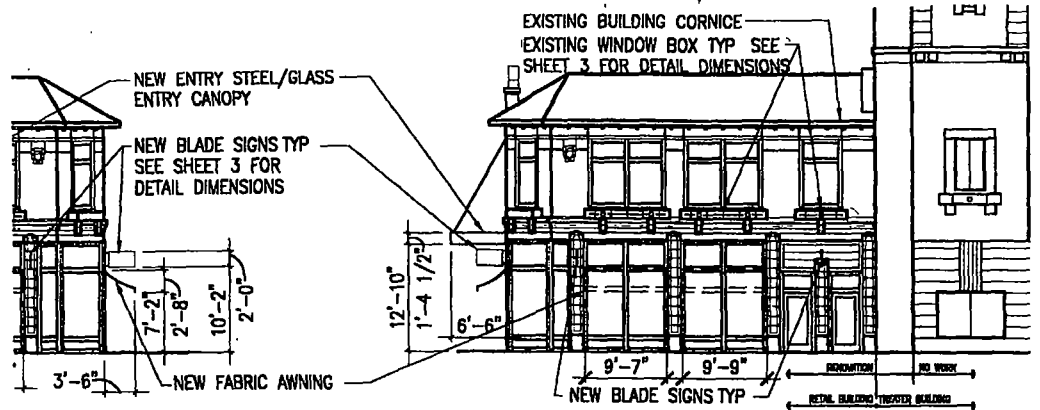 EXISTING BUILDING CORNICE
EXISTING WINDOW BOX TYP SEE
SHEET 3 FOR DETAIL DIMENSIONS
NEW ENTRY STEEL/GLASS
ENTRY CANOPY
NEW BLADE SIGNS TYP
SEE SHEET 3 FOR
DETAIL DIMENSIONS
7'-2"
2'-8"
10'-2"
2'-0"
12'-10"
1'-4 1/2"
6'-6"
3'-6"
NEW FABRIC AWNING
9'-7"
9'-9"
NEW BLADE SIGNS TYP
RENOVATION
NO WORK
RETAIL BUILDING
THEATER BUILDING